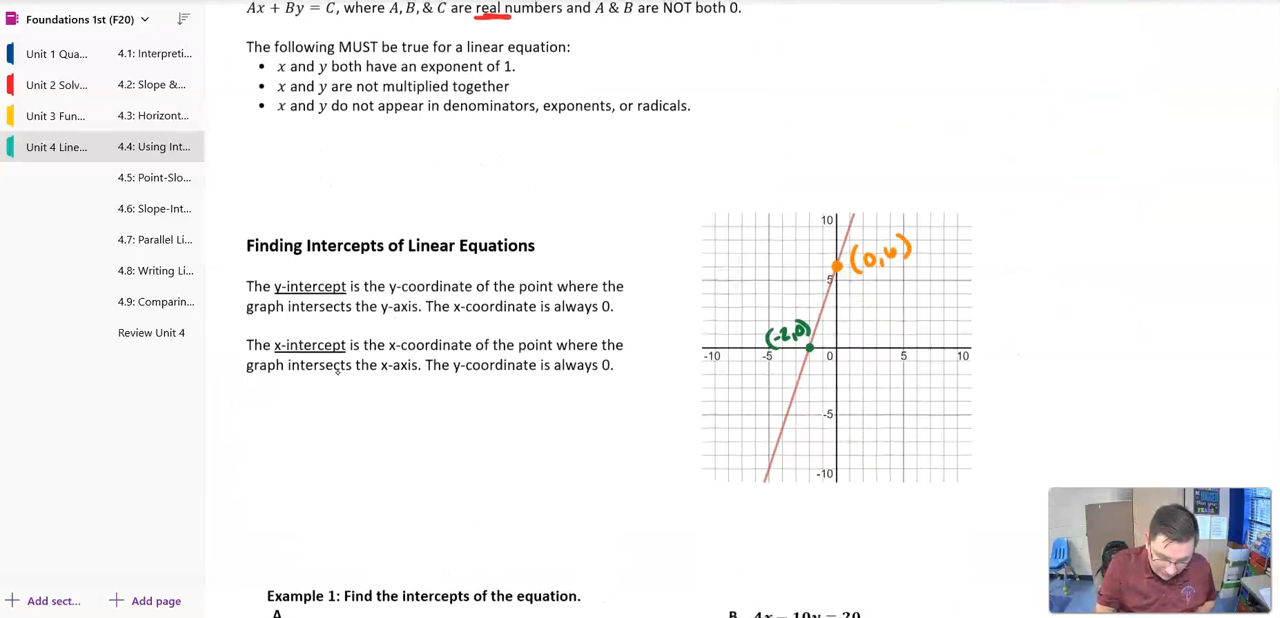 Foundations 1st (F20)
Unit 1 Qua...
Unit 2 Solv...
Unit 3 Fun...
Unit 4 Line...
4.1: Interpreti...
4.2: Slope &...
4.3: Horizont...
4.4: Using Int...
4.5: Point-Slo...
4.6: Slope-Int...
4.7: Parallel Li...
4.8: Writing Li...
4.9: Comparin...
Review Unit 4
+ Add sect...
+ Add page
Ax + By = C, where A, B, & C are real numbers and A & B are NOT both 0.
The following MUST be true for a linear equation:
• x and y both have an exponent of 1.
• x and y are not multiplied together
• x and y do not appear in denominators, exponents, or radicals.
Finding Intercepts of Linear Equations
The y-intercept is the y-coordinate of the point where the
graph intersects the y-axis. The x-coordinate is always 0.
The x-intercept is the x-coordinate of the point where the
graph intersects the x-axis. The y-coordinate is always 0.
10
(0,6)
5
(-2,0)
-10
-5
0
5
10
-5
-10
Example 1: Find the intercepts of the equation.
A
B. 4x − 10y = 20